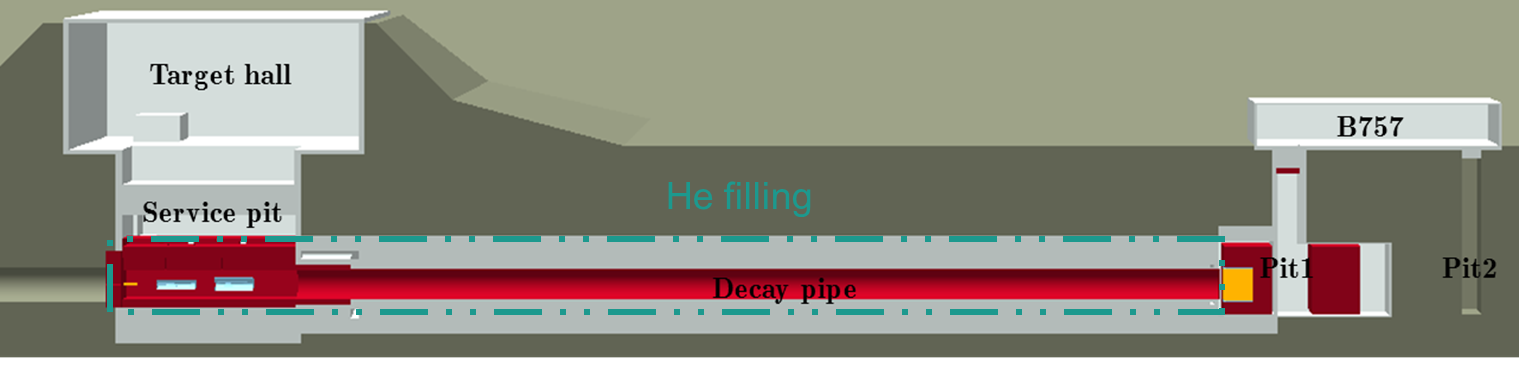 Target hall
B757
He filling
Service pit
Decay pipe
Pit1
Pit2